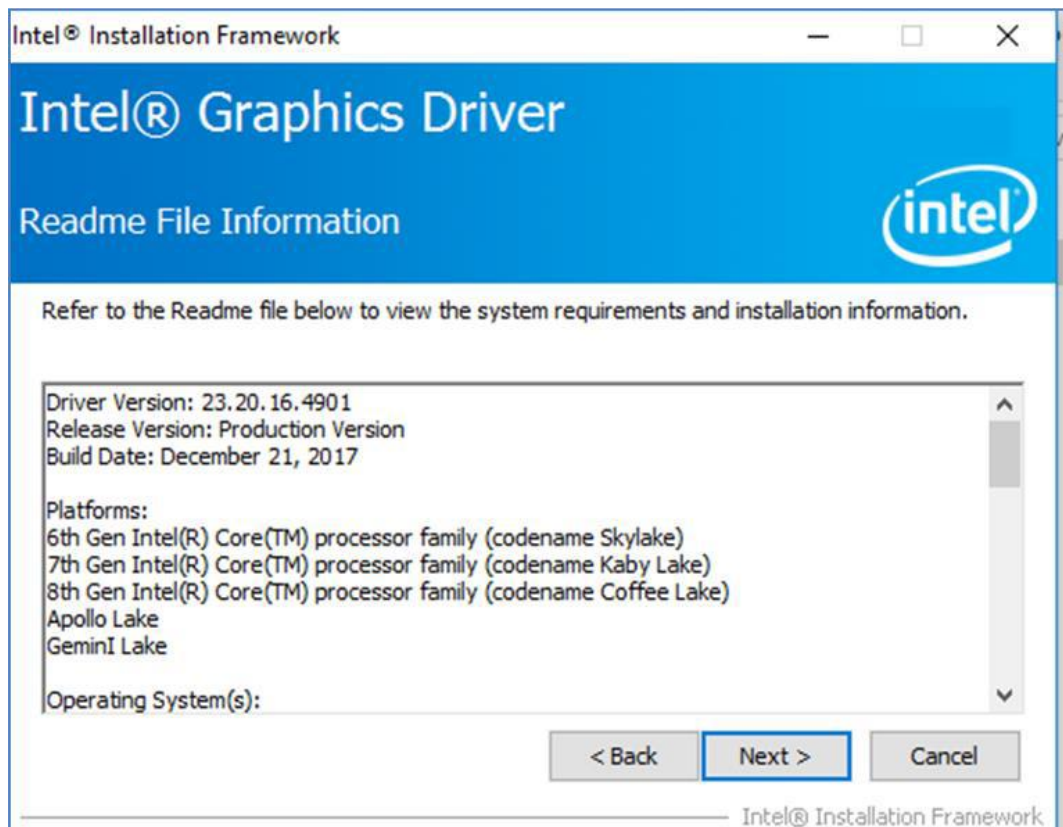 Intel® Installation Framework
Intel® Graphics Driver
Readme File Information
intel
Refer to the Readme file below to view the system requirements and installation information.
Driver Version: 23.20.16.4901
Release Version: Production Version
Build Date: December 21, 2017
Platforms:
6th Gen Intel(R) Core(TM) processor family (codename Skylake)
7th Gen Intel(R) Core(TM) processor family (codename Kaby Lake)
8th Gen Intel(R) Core(TM) processor family (codename Coffee Lake)
Apollo Lake
GeminI Lake
Operating System(s):
< Back Next > Cancel
Intel® Installation Framework